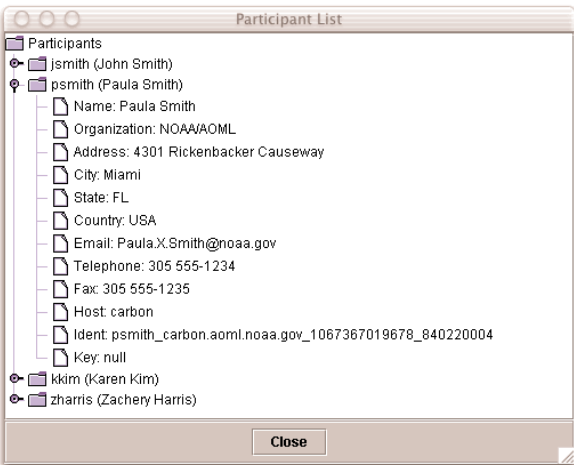 Participant List
Participants
jsmith (John Smith)
psmith (Paula Smith)
Name: Paula Smith
Organization: NOAA/AOML
Address: 4301 Rickenbacker Causeway
City: Miami
State: FL
Country: USA
Email: Paula.X.Smith@noaa.gov
Telephone: 305 555-1234
Fax: 305 555-1235
Host: carbon
Ident: psmith_carbon.aoml.noaa.gov_1067367019678_840220004
Key: null
kkim (Karen Kim)
zharris (Zachery Harris)
Close